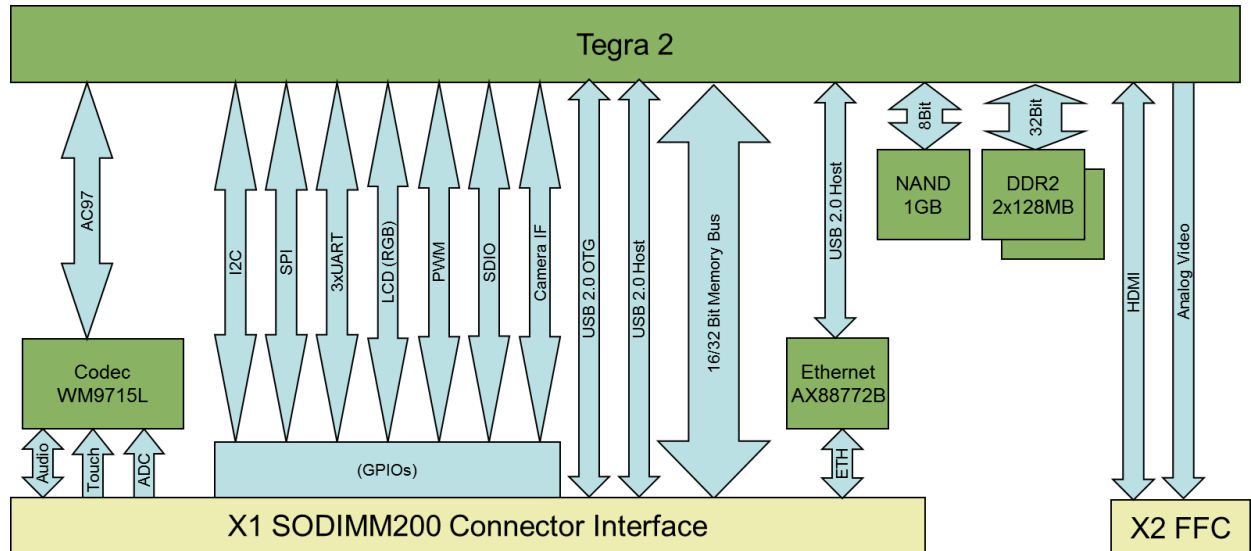 Tegra 2
AC97
I2C
SPI
3xUART
LCD (RGB)
PWM
SDIO
Camera IF
USB 2.0 OTG
USB 2.0 Host
16/32 Bit Memory Bus
USB 2.0 Host
8Bit
32Bit
HDMI
Analog Video
NAND
1GB
DDR2
2x128MB
Codec
WM9715L
Ethernet
AX88772B
Audio
Touch
ADC
(GPIOs)
ETH
X1 SODIMM200 Connector Interface
X2 FFC